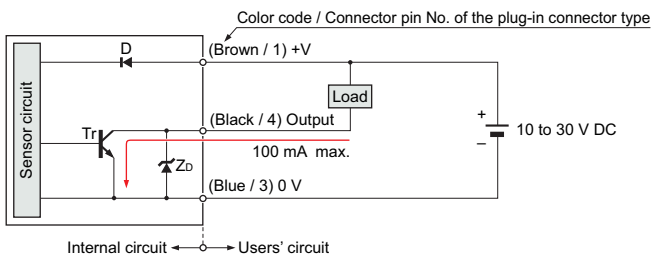 Color code / Connector pin No. of the plug-in connector type
D
(Brown / 1) +V
Sensor circuit
Load
Tr
(Black / 4) Output
+
10 to 30 V DC
–
100 mA max.
ZD
(Blue / 3) 0 V
Internal circuit
Users' circuit